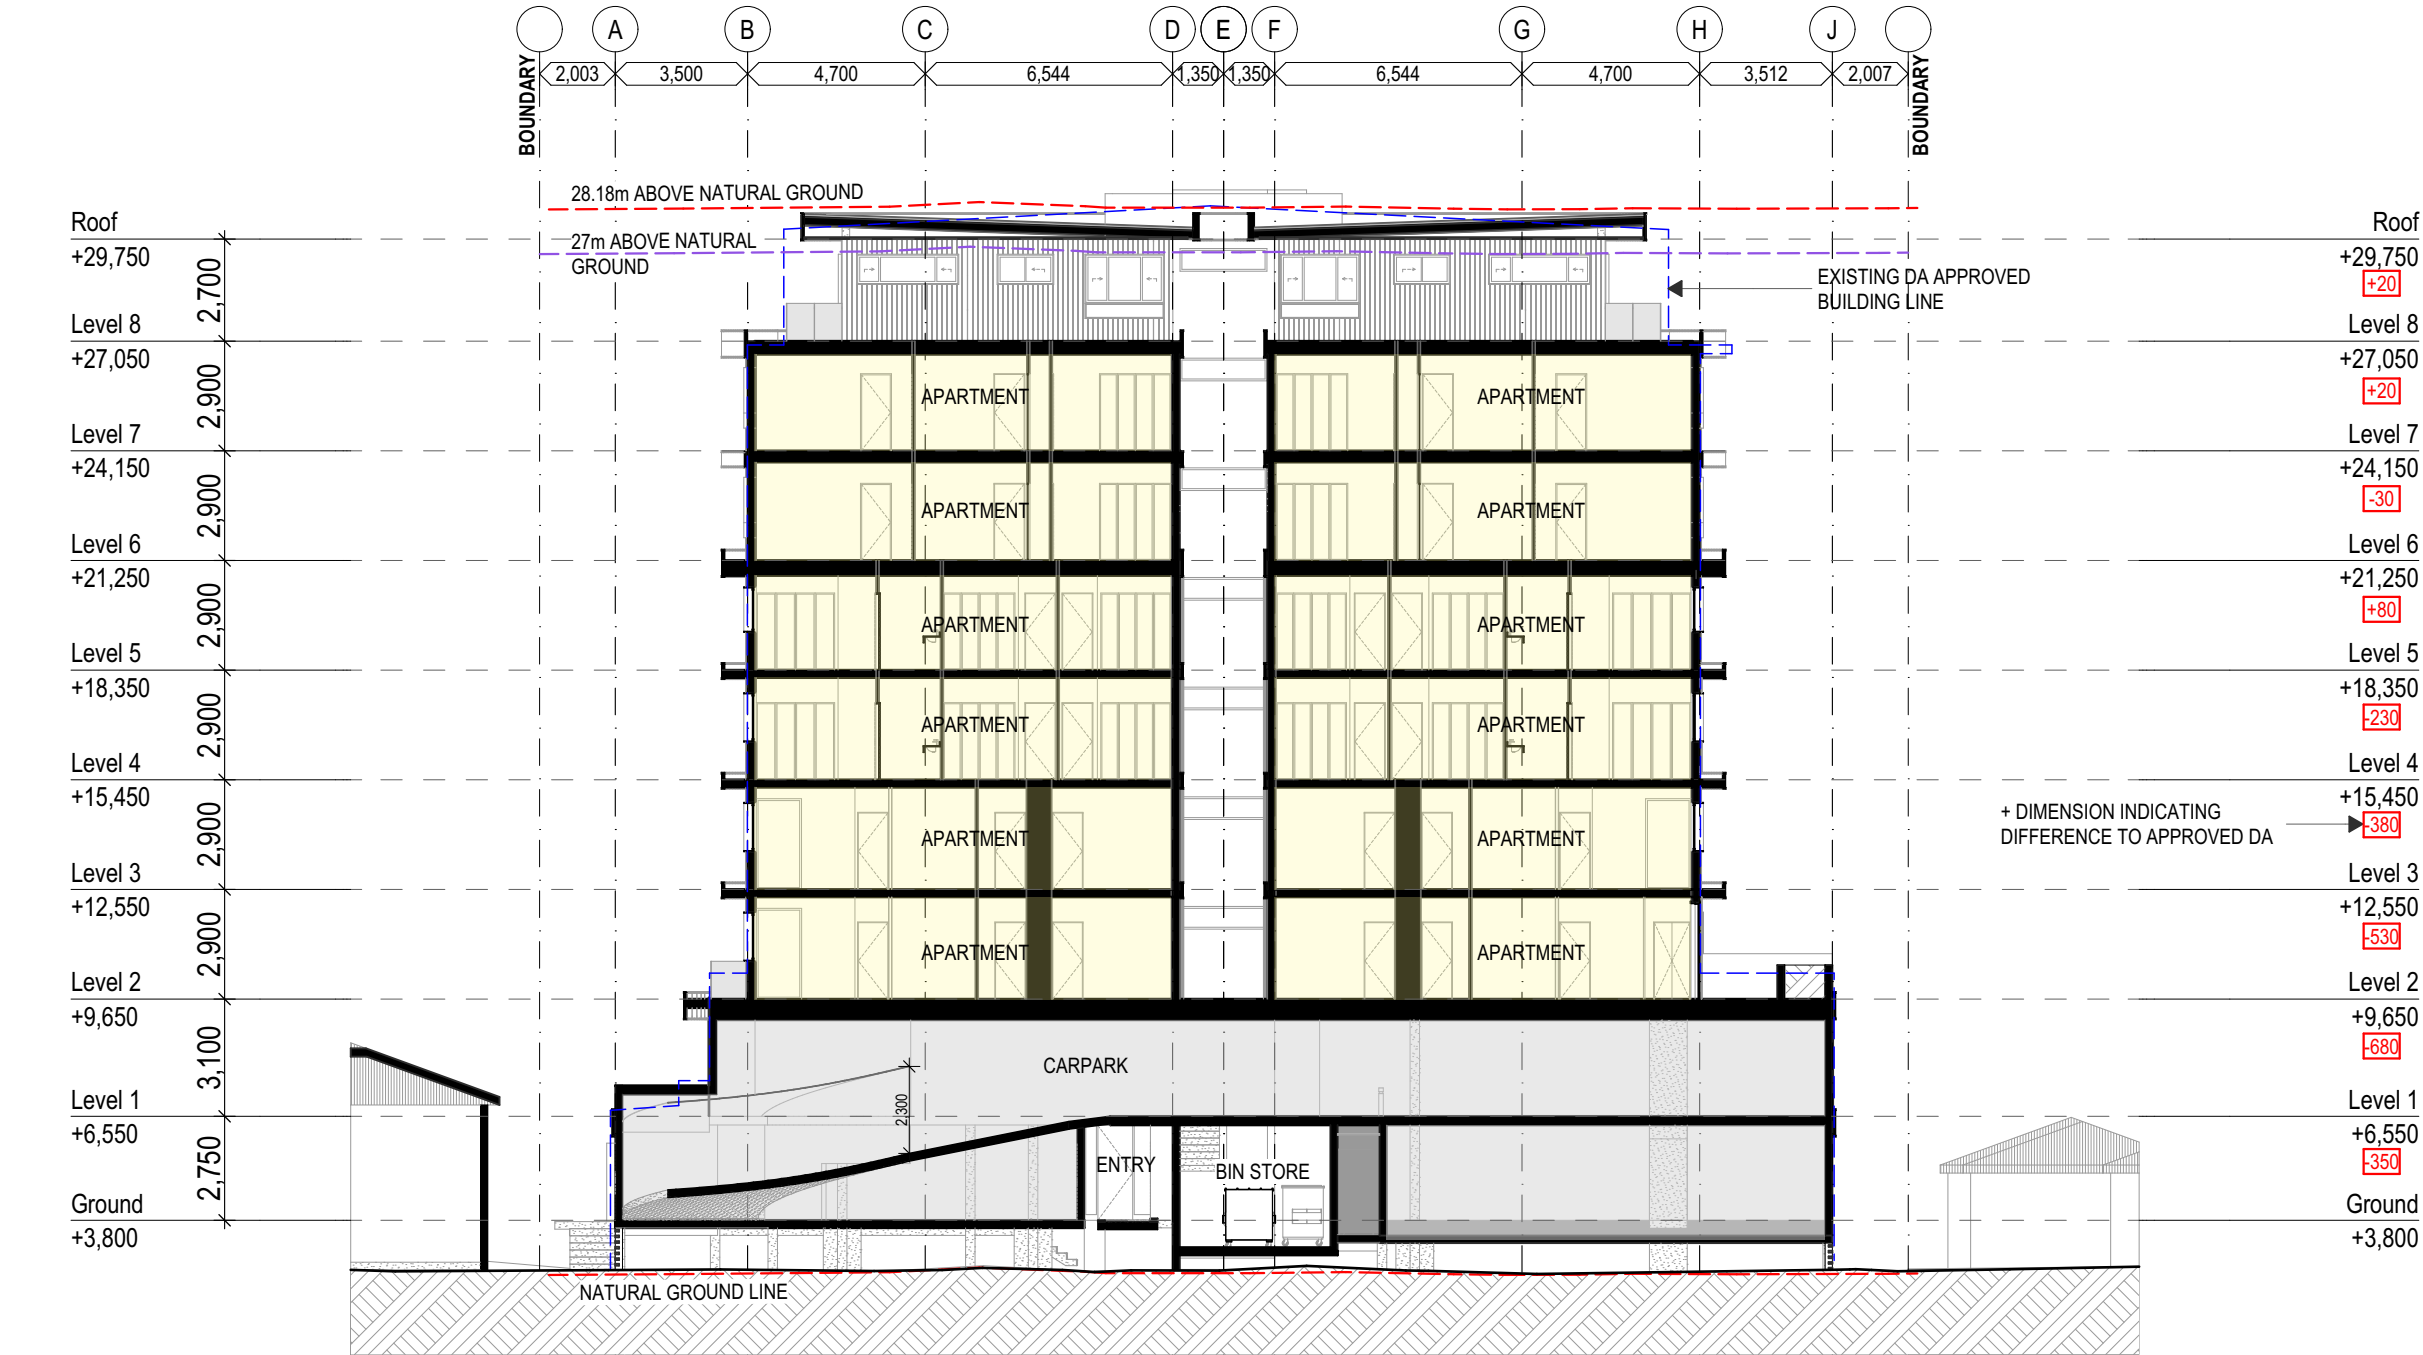 A B C D E F G H J
BOUNDARY
2,003 3,500 4,700 6,544 1,350 1,350 6,544 4,700 3,512 2,007
BOUNDARY
28.18m ABOVE NATURAL GROUND
27m ABOVE NATURAL
GROUND
EXISTING DA APPROVED
BUILDING LINE
Roof
+29,750
2,700
Level 8
+27,050
2,900
Level 7
+24,150
2,900
Level 6
+21,250
2,900
Level 5
+18,350
2,900
Level 4
+15,450
2,900
Level 3
+12,550
2,900
Level 2
+9,650
3,100
Level 1
+6,550
2,750
Ground
+3,800
APARTMENT APARTMENT
APARTMENT APARTMENT
APARTMENT APARTMENT
APARTMENT APARTMENT
APARTMENT APARTMENT
APARTMENT APARTMENT
CARPARK
2,300
ENTRY
BIN STORE
NATURAL GROUND LINE
+ DIMENSION INDICATING
DIFFERENCE TO APPROVED DA
Roof
+29,750
+20
Level 8
+27,050
+20
Level 7
+24,150
-30
Level 6
+21,250
+80
Level 5
+18,350
-230
Level 4
+15,450
-380
Level 3
+12,550
-530
Level 2
+9,650
-680
Level 1
+6,550
-350
Ground
+3,800